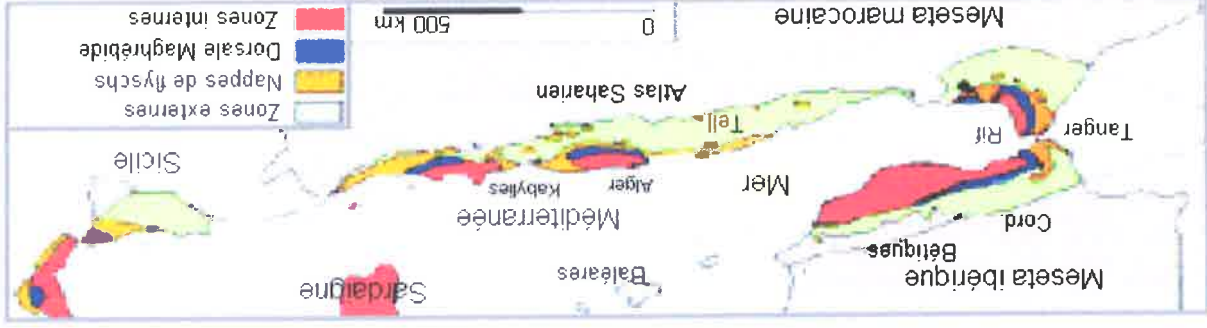 Meseta ibérique
Baléares
Sardaigne
Bétiques
Cord.
Mer
Méditerranée
Sicile
Alger
Kabylies
Tanger
Rif
Tell
Atlas Saharien
Meseta marocaine
0 500 km
Zones externes
Nappes de flyschs
Dorsale Maghrébide
Zones internes